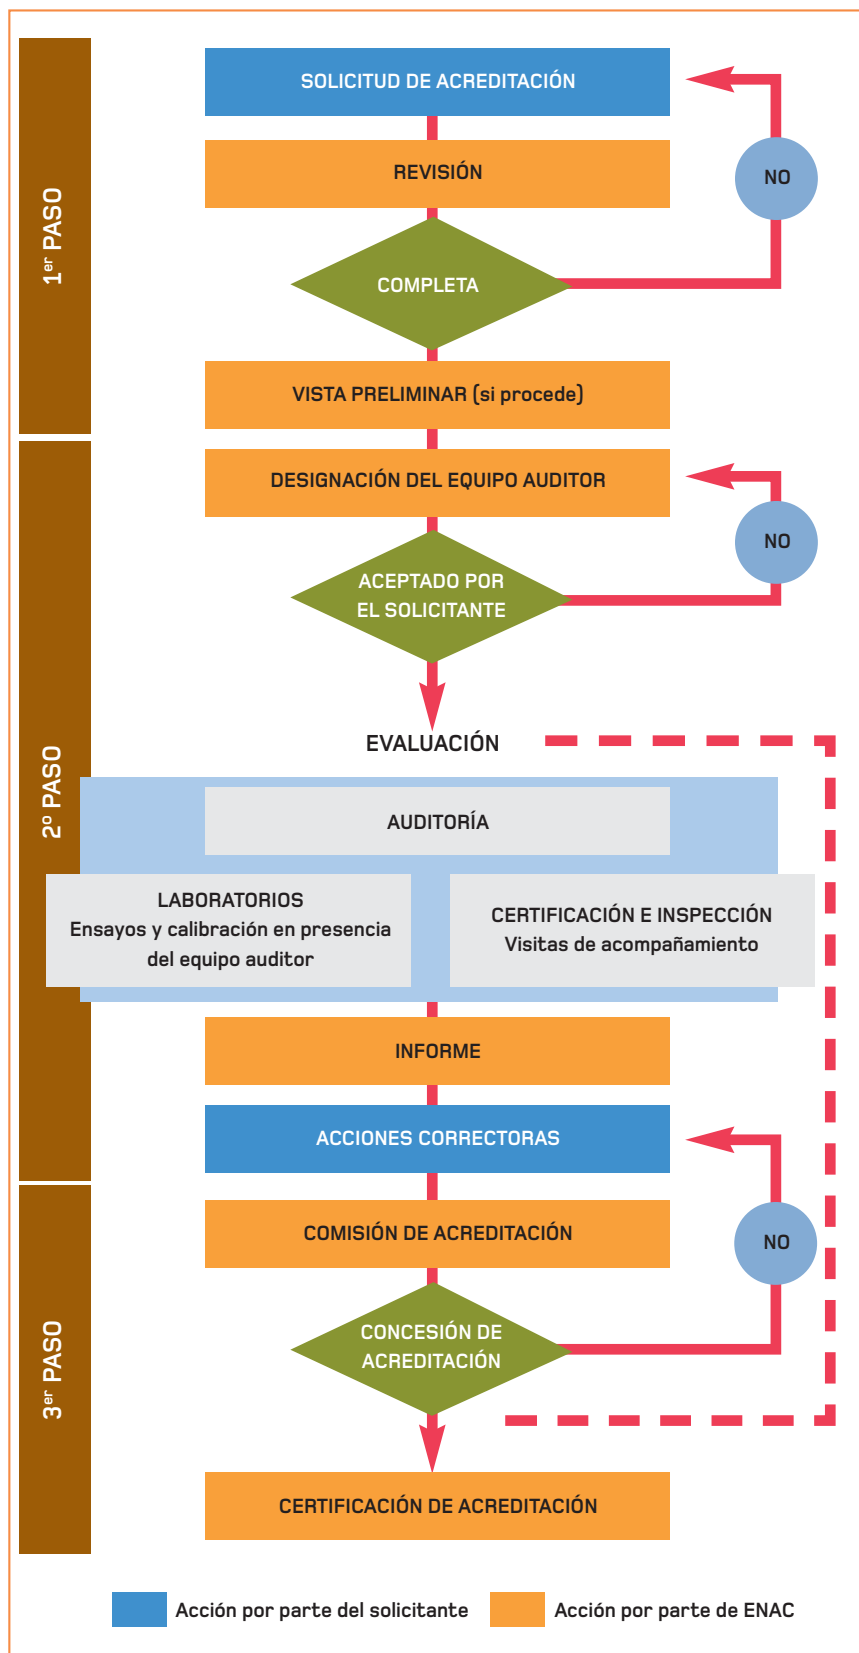 1er PASO
SOLICITUD DE ACREDITACIÓN
REVISIÓN
NO
COMPLETA
VISTA PRELIMINAR (si procede)
2º PASO
DESIGNACIÓN DEL EQUIPO AUDITOR
NO
ACEPTADO POR
EL SOLICITANTE
EVALUACIÓN
AUDITORÍA
LABORATORIOS
Ensayos y calibración en presencia
del equipo auditor
CERTIFICACIÓN E INSPECCIÓN
Visitas de acompañamiento
INFORME
ACCIONES CORRECTORAS
3er PASO
COMISIÓN DE ACREDITACIÓN
NO
CONCESIÓN DE
ACREDITACIÓN
CERTIFICACIÓN DE ACREDITACIÓN
Acción por parte del solicitante
Acción por parte de ENAC